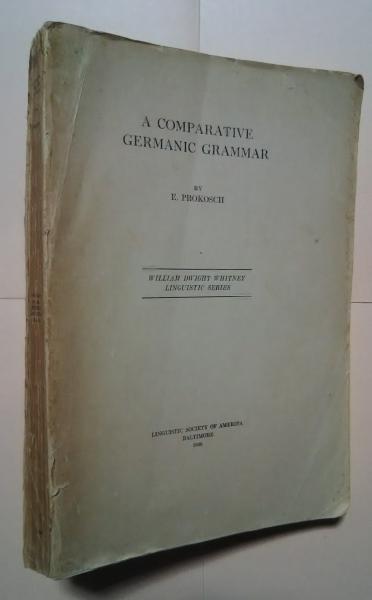 A COMPARATIVE
GERMANIC GRAMMAR
BY
E. PROKOSCH
WILLIAM DWIGHT WHITNEY
LINGUISTIC SERIES
LINGUISTIC SOCIETY OF AMERICA
BALTIMORE